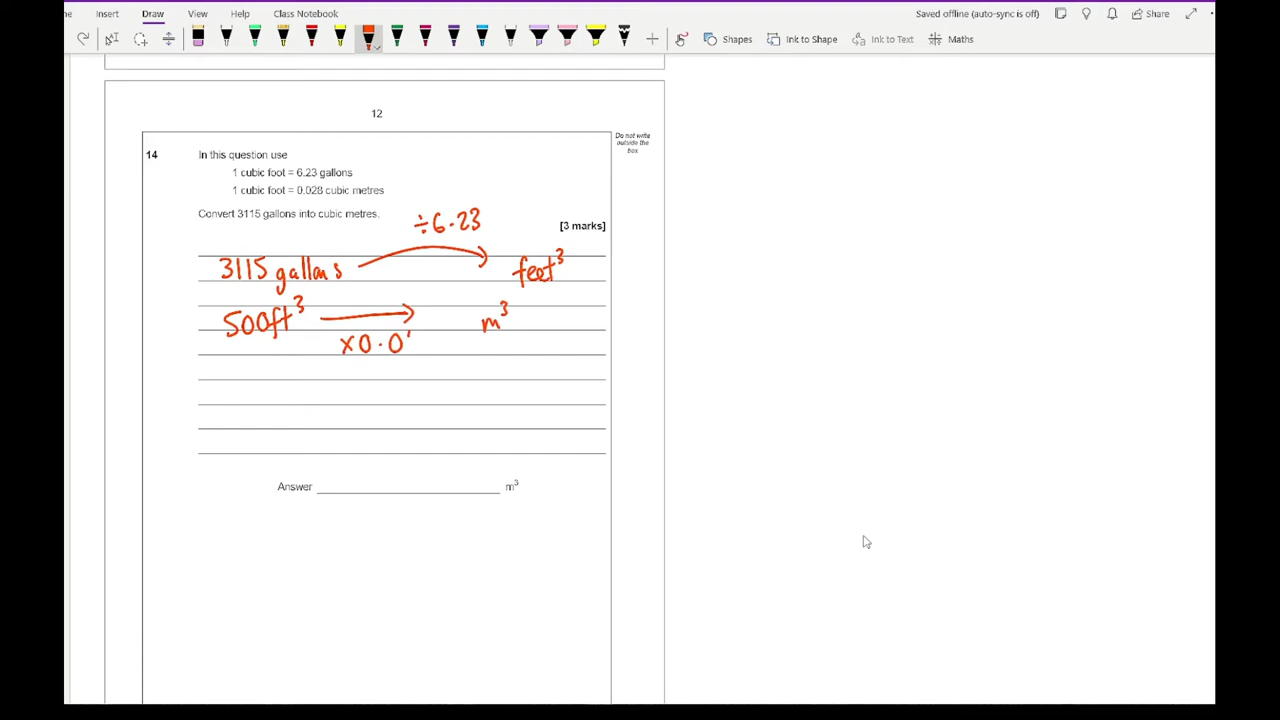 Insert Draw View Help Class Notebook Saved offline (auto-sync is off) Share
Shapes Ink to Shape Ink to Text Maths
12
Do not write
outside the
box
14 In this question use
1 cubic foot = 6.23 gallons
1 cubic foot = 0.028 cubic metres
Convert 3115 gallons into cubic metres.
[3 marks]
÷6·23
3115 gallons feet³
500ft³ m³
×0·0
Answer m³